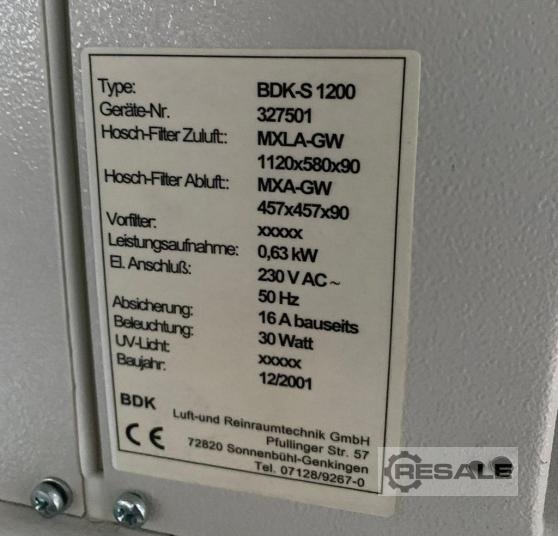 Type: BDK-S 1200
Geräte-Nr. 327501
Hosch-Filter Zuluft:: MXLA-GW
1120x580x90
Hosch-Filter Abluft:: MXA-GW
457x457x90
Vorfilter: xxxxx
Leistungsaufnahme: 0,63 kW
El. Anschluß: 230 V AC ~
50 Hz
Absicherung: 16 A bauseits
Beleuchtung: 30 Watt
UV-Licht: xxxxx
Baujahr: 12/2001
BDK Luft-und Reinraumtechnik GmbH
Pfullinger Str. 57
CE 72820 Sonnenbühl-Genkingen
Tel. 07128/9267-0
RESALE